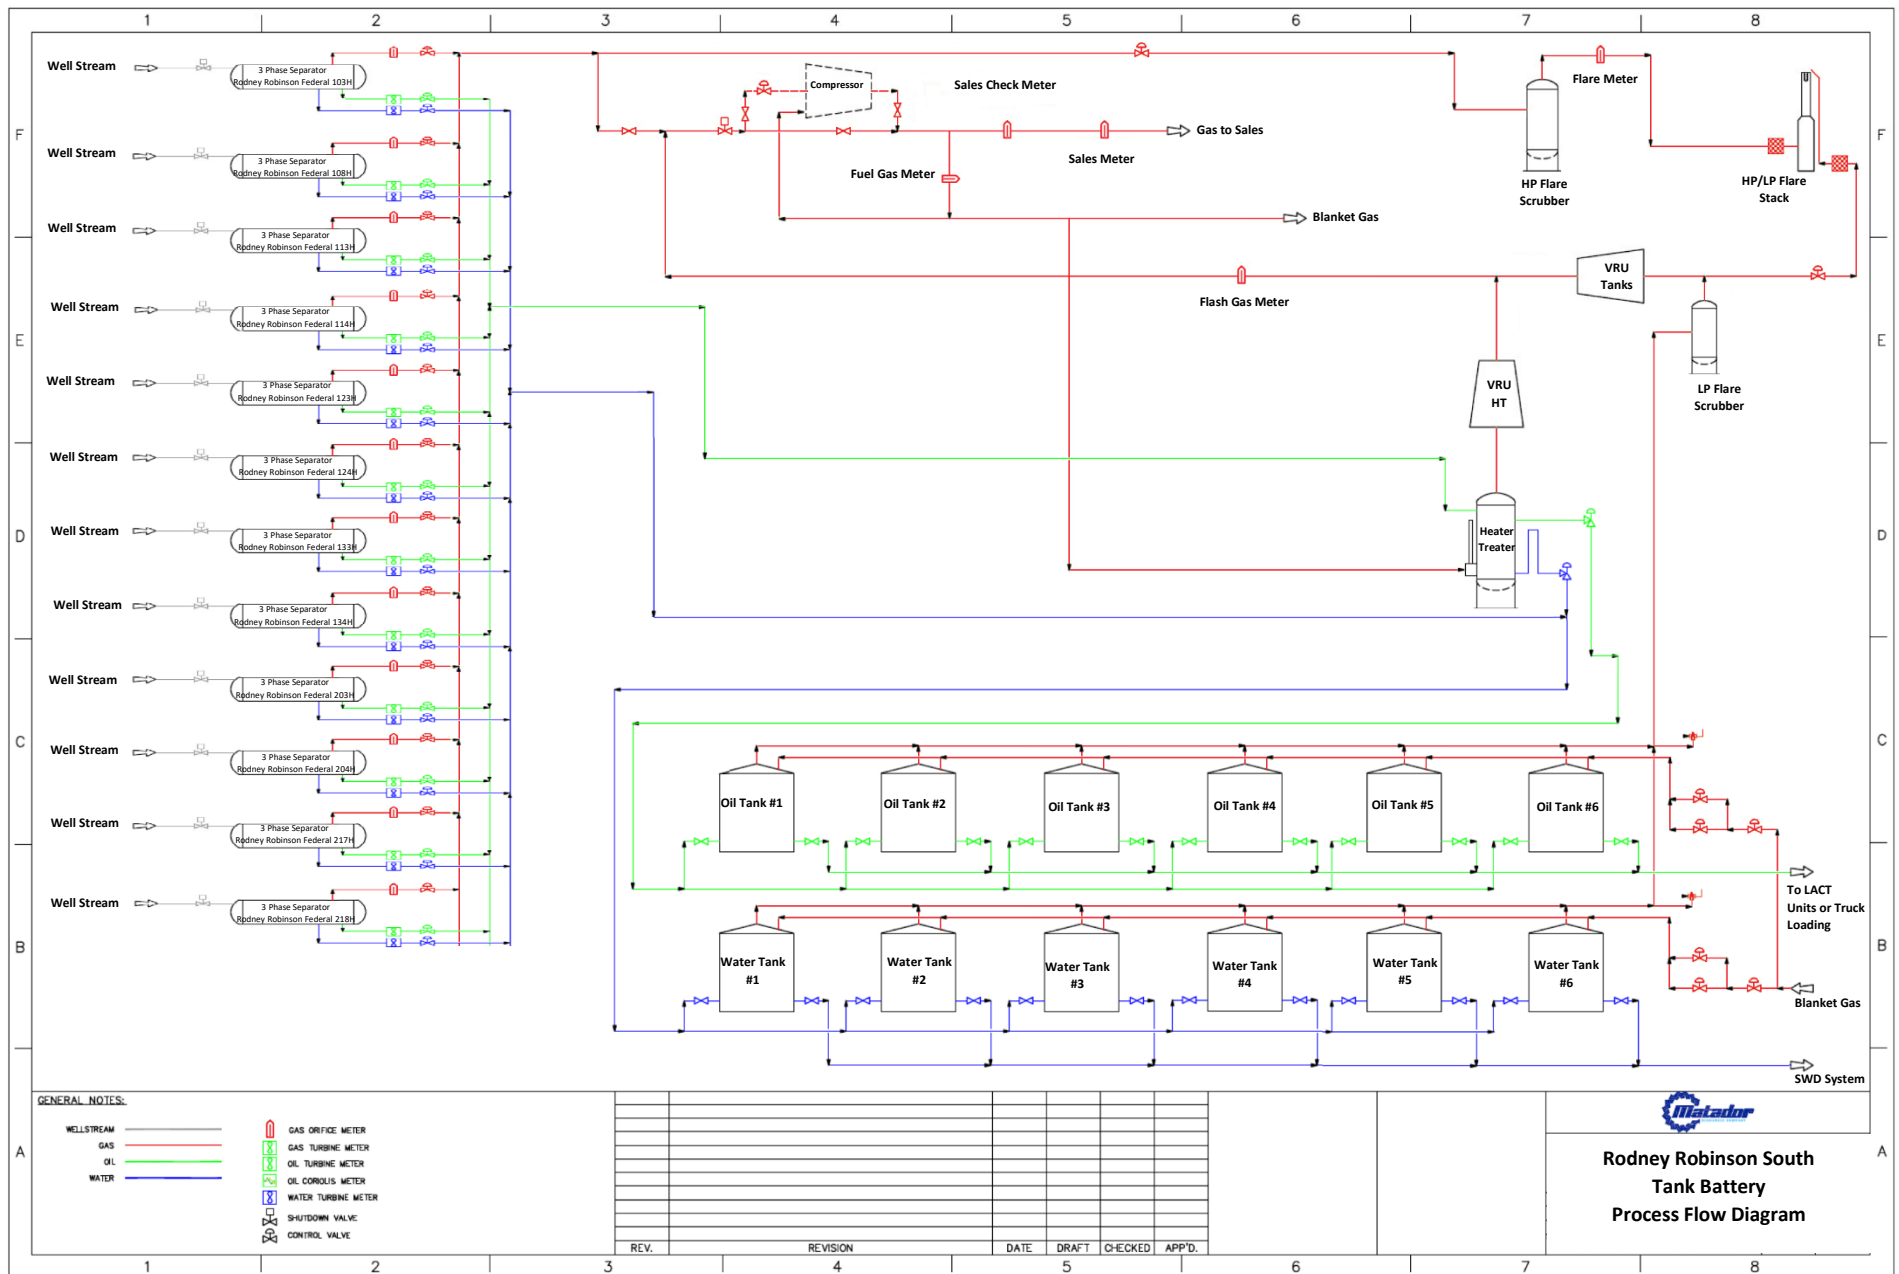 1 2 3 4 5 6 7 8
F
E
D
C
B
A
F
E
D
C
B
A
Well Stream
3 Phase Separator
Rodney Robinson Federal 103H
Well Stream
3 Phase Separator
Rodney Robinson Federal 108H
Well Stream
3 Phase Separator
Rodney Robinson Federal 113H
Well Stream
3 Phase Separator
Rodney Robinson Federal 114H
Well Stream
3 Phase Separator
Rodney Robinson Federal 123H
Well Stream
3 Phase Separator
Rodney Robinson Federal 124H
Well Stream
3 Phase Separator
Rodney Robinson Federal 133H
Well Stream
3 Phase Separator
Rodney Robinson Federal 134H
Well Stream
3 Phase Separator
Rodney Robinson Federal 203H
Well Stream
3 Phase Separator
Rodney Robinson Federal 204H
Well Stream
3 Phase Separator
Rodney Robinson Federal 217H
Well Stream
3 Phase Separator
Rodney Robinson Federal 218H
Compressor
Sales Check Meter
Gas to Sales
Sales Meter
Fuel Gas Meter
Blanket Gas
Flash Gas Meter
Flare Meter
HP Flare
Scrubber
HP/LP Flare
Stack
VRU
Tanks
LP Flare
Scrubber
VRU
HT
Heater
Treater
Oil Tank #1
Oil Tank #2
Oil Tank #3
Oil Tank #4
Oil Tank #5
Oil Tank #6
To LACT
Units or Truck
Loading
Water Tank
#1
Water Tank
#2
Water Tank
#3
Water Tank
#4
Water Tank
#5
Water Tank
#6
Blanket Gas
SWD System
GENERAL NOTES:
WELLSTREAM
GAS
OIL
WATER
GAS ORIFICE METER
GAS TURBINE METER
OIL TURBINE METER
OIL CORIOLIS METER
WATER TURBINE METER
SHUTDOWN VALVE
CONTROL VALVE
REV. REVISION DATE DRAFT CHECKED APP'D.
Matador
Rodney Robinson South
Tank Battery
Process Flow Diagram
1 2 3 4 5 6 7 8